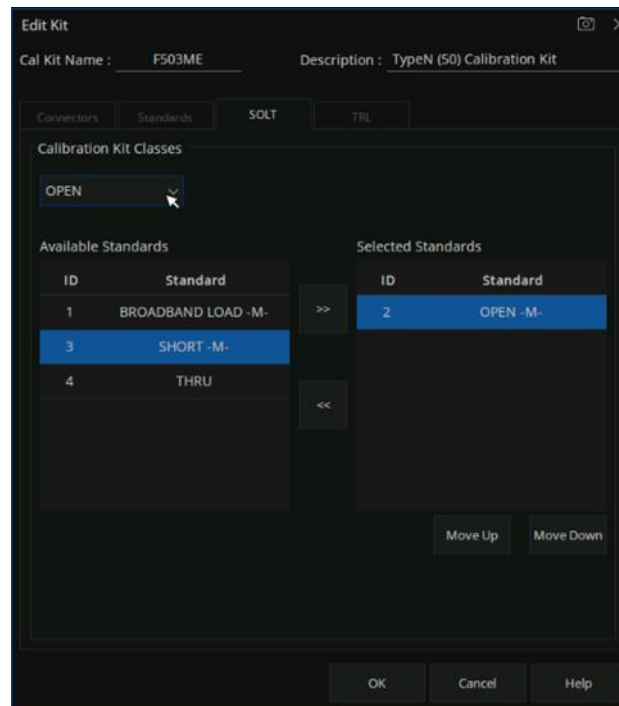 Edit Kit
Cal Kit Name : F503ME Description : TypeN (50) Calibration Kit
Connectors Standards SOLT TRL
Calibration Kit Classes
OPEN
Available Standards Selected Standards
ID Standard ID Standard
1 BROADBAND LOAD -M- >> 2 OPEN -M-
3 SHORT -M-
4 THRU
<<
Move Up Move Down
OK Cancel Help